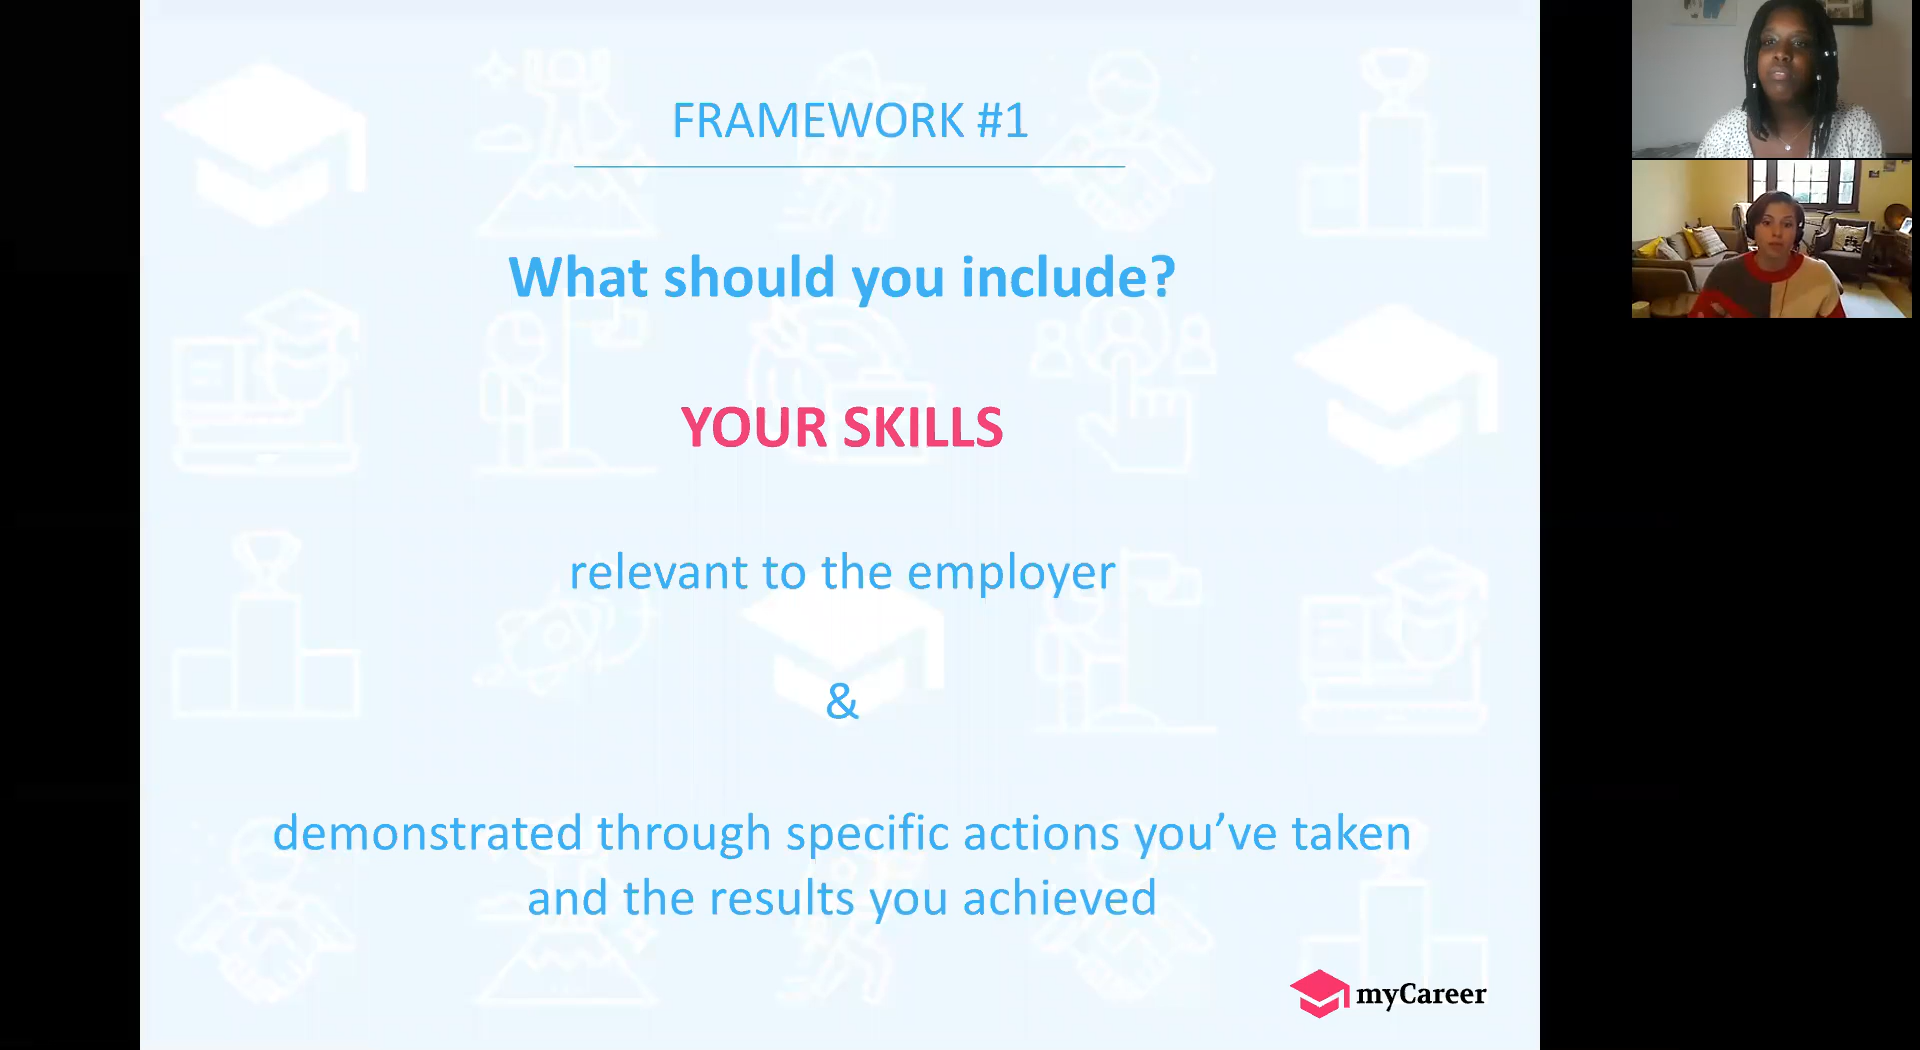 FRAMEWORK #1
What should you include?
YOUR SKILLS
relevant to the employer
&
demonstrated through specific actions you’ve taken
and the results you achieved
myCareer